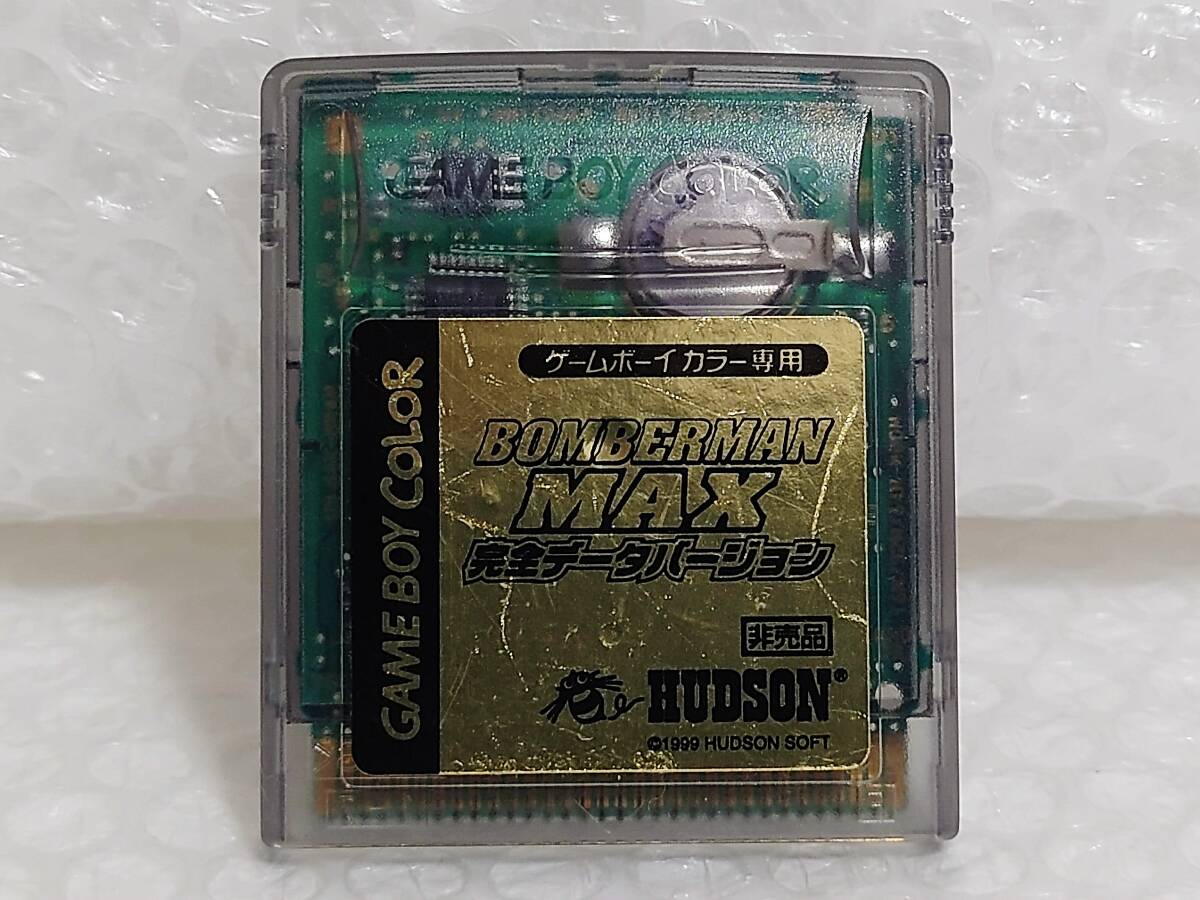 GAME BOY COLOR
GAME BOY COLOR
ゲームボーイカラー専用
BOMBERMAN
MAX
完全データバージョン
非売品
HUDSON®
©1999 HUDSON SOFT